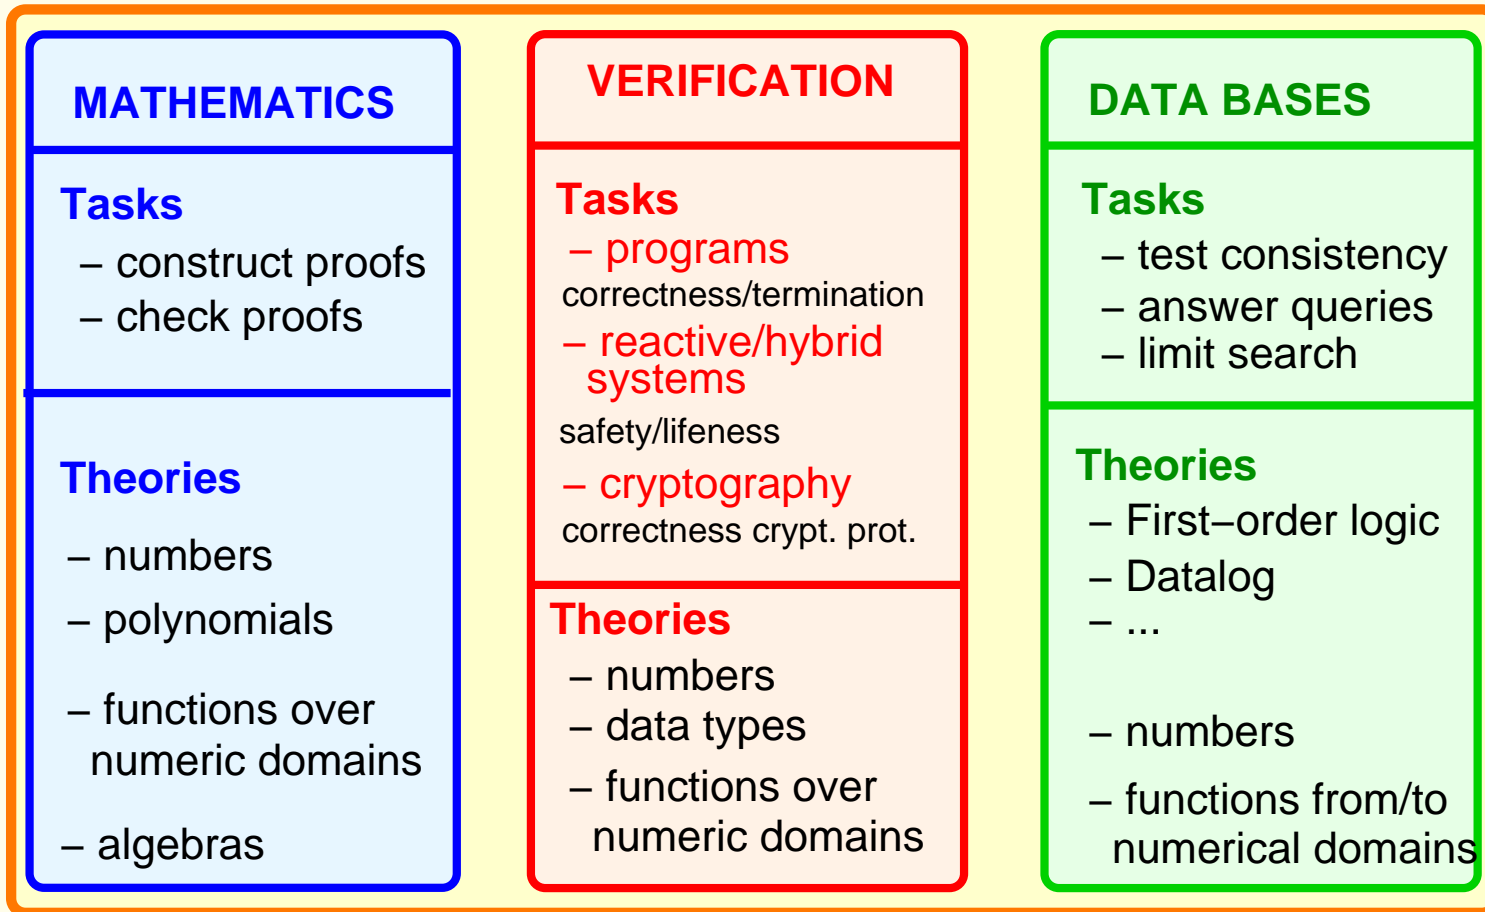 MATHEMATICS
Tasks
– construct proofs
– check proofs
Theories
– numbers
– polynomials
– functions over
numeric domains
– algebras
VERIFICATION
Tasks
– programs
correctness/termination
– reactive/hybrid
systems
safety/lifeness
– cryptography
correctness crypt. prot.
Theories
– numbers
– data types
– functions over
numeric domains
DATA BASES
Tasks
– test consistency
– answer queries
– limit search
Theories
– First–order logic
– Datalog
– ...
– numbers
– functions from/to
numerical domains